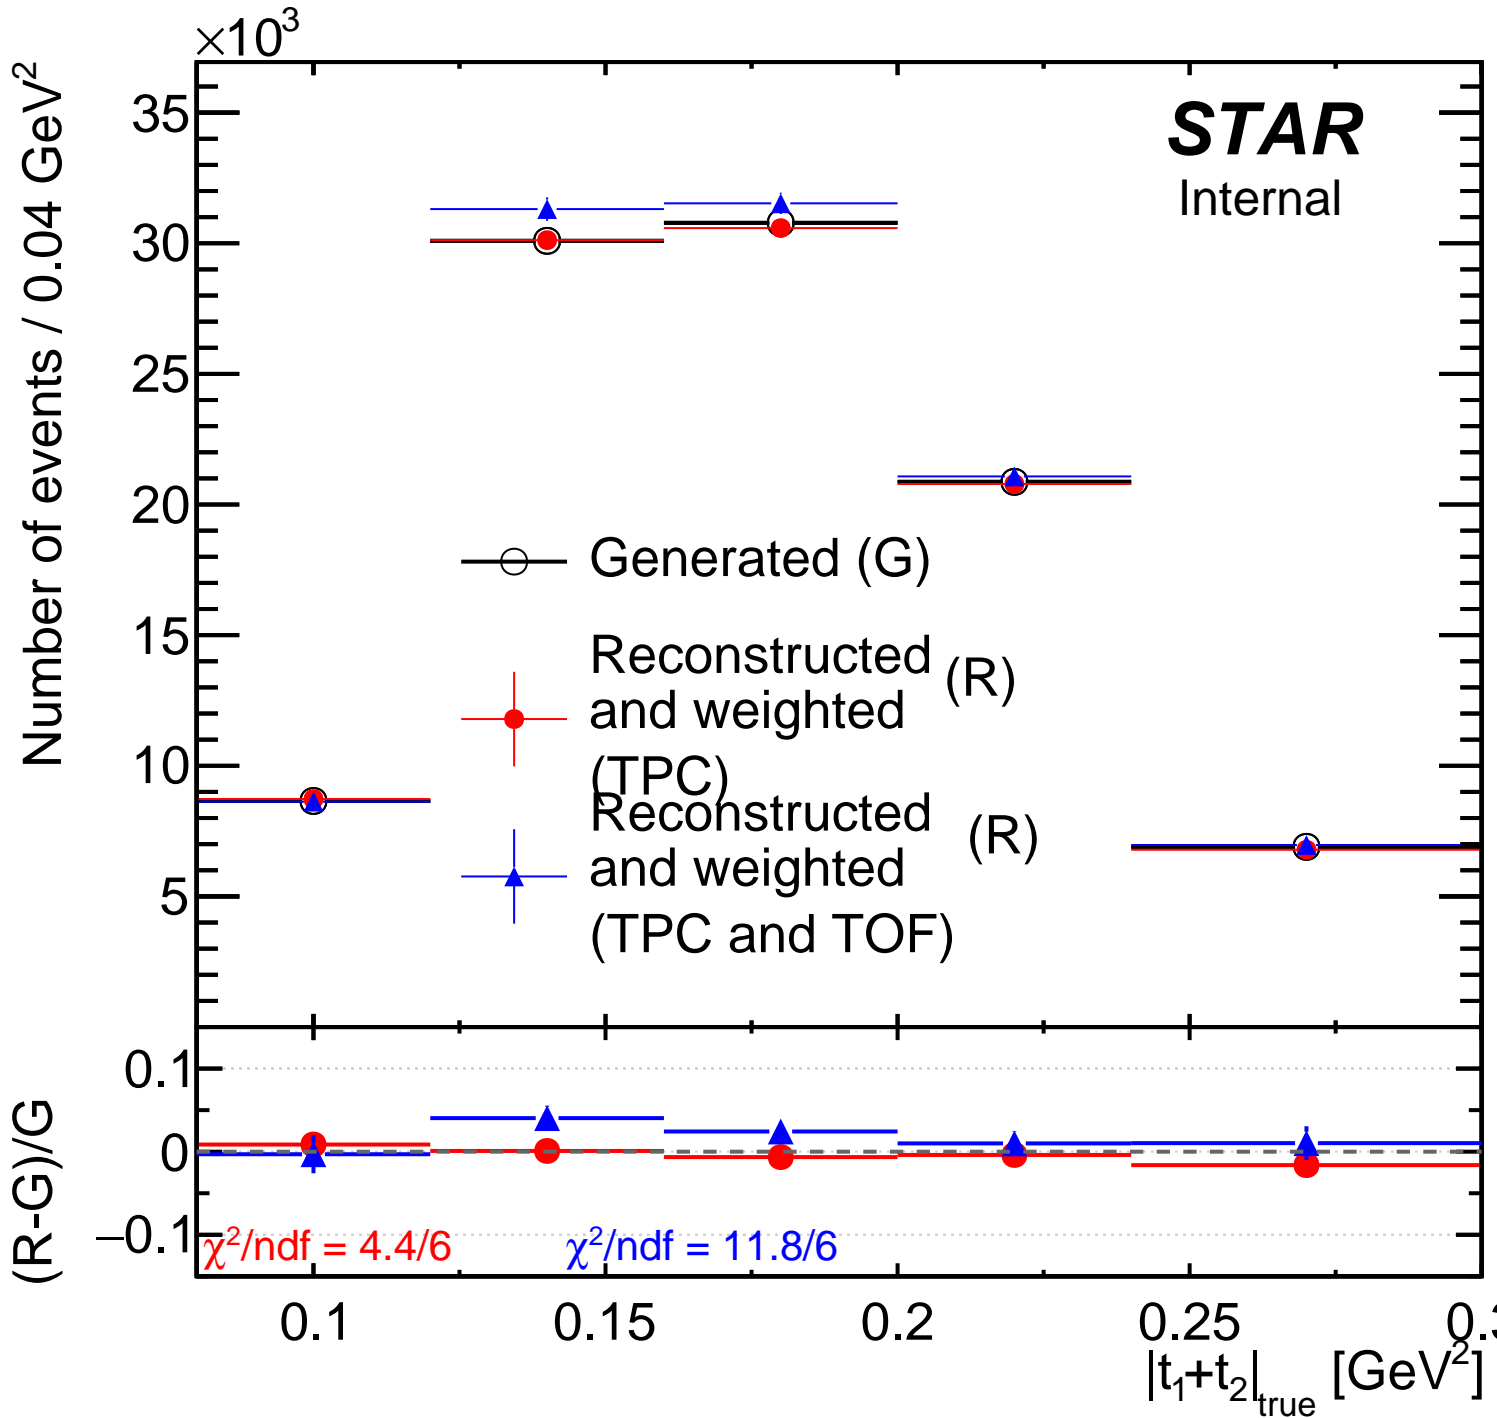 ×10³
Number of events / 0.04 GeV²
35
30
25
20
15
10
5
STAR
Internal
Generated (G)
Reconstructed
and weighted (R)
(TPC)
Reconstructed
and weighted (R)
(TPC and TOF)
(R-G)/G
0.1
0
−0.1
χ²/ndf = 4.4/6
χ²/ndf = 11.8/6
0.1 0.15 0.2 0.25
|t₁+t₂|true [GeV²]